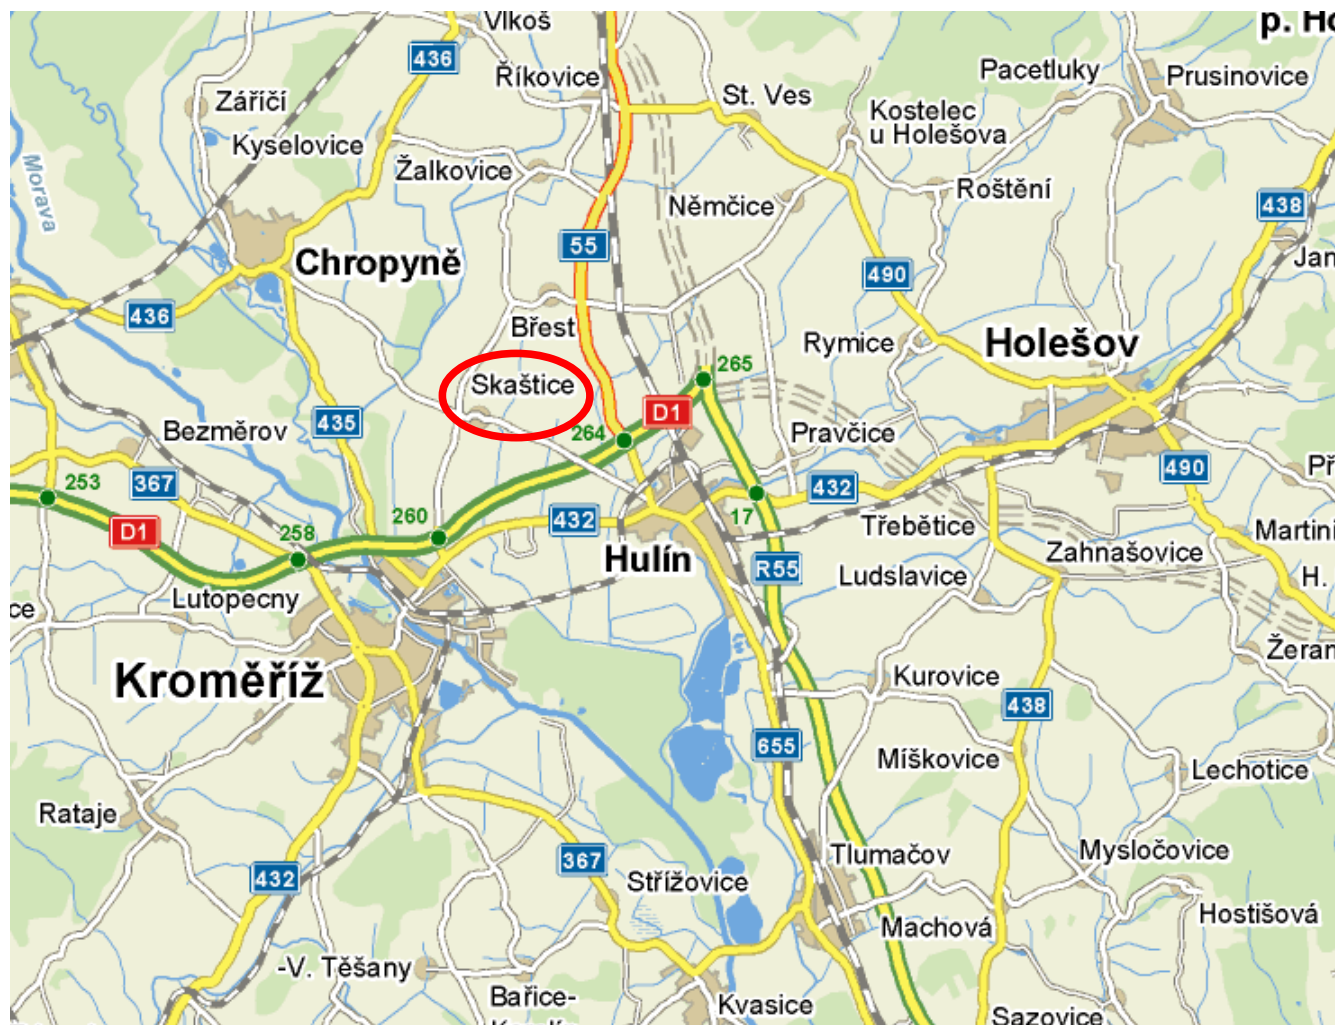 Vlkoš
p. Ho
436
Říkovice
Pacetluky
Prusinovice
Záříčí
St. Ves
Kostelec
u Holešova
Kyselovice
Morava
Žalkovice
Roštění
Němčice
438
55
Chropyně
490
Jan
436
Břest
Rymice
Holešov
265
Skaštice
D1
435
Bezměrov
264
Pravčice
253
367
490
Př
432
260
432
17
D1
258
Třebětice
Martini
Hulín
Zahnašovice
R55
Ludslavice
H.
ce
Lutopecny
Žeran
Kroměříž
Kurovice
438
655
Míškovice
Lechotice
Rataje
Tlumačov
Mysločovice
367
432
Střížovice
Hostišová
Machová
-V. Těšany
Bařice-
Kvasice
Sazovice